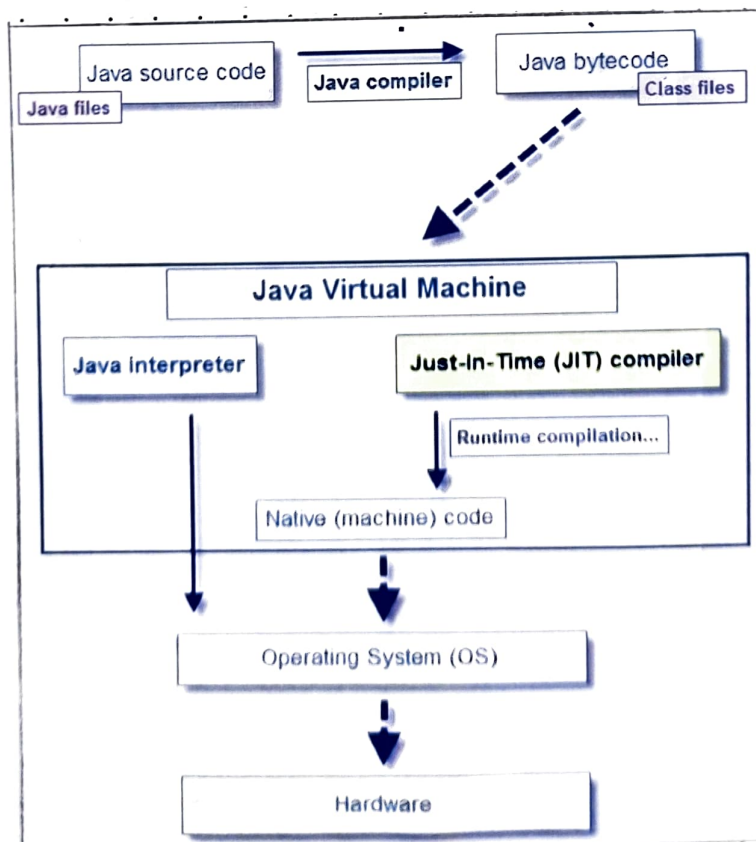 Java source code
Java files
Java compiler
Java bytecode
Class files
Java Virtual Machine
Java interpreter
Just-In-Time (JIT) compiler
Runtime compilation...
Native (machine) code
Operating System (OS)
Hardware